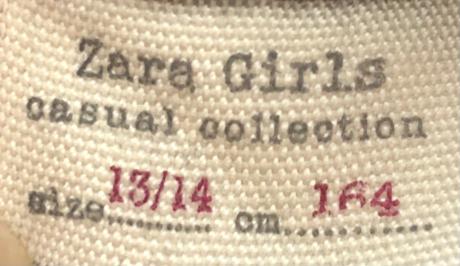 Zara Girls
casual collection
size 13/14 cm 164